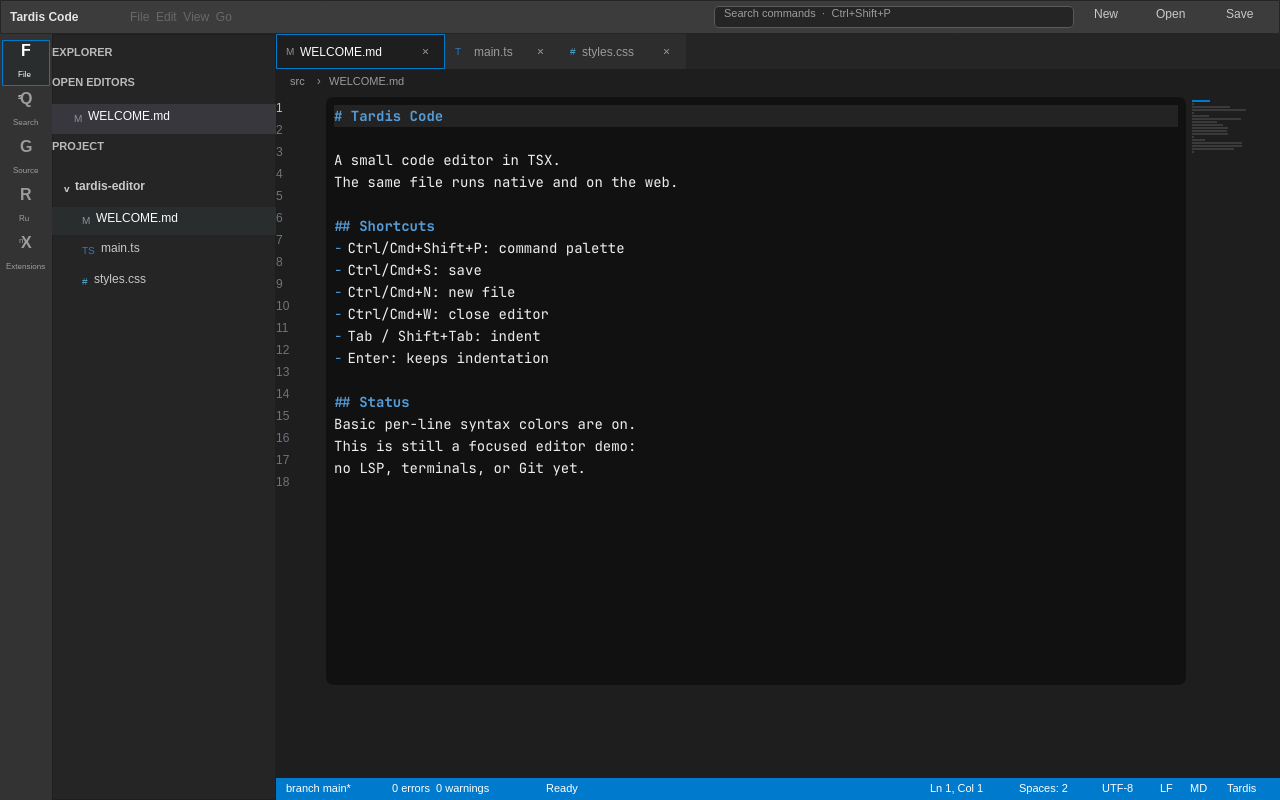 Tardis Code File Edit View Go Search commands · Ctrl+Shift+P New Open Save
F
File
Q
Search
G
Source
R
Ru
X
Extensions
EXPLORER
OPEN EDITORS
M WELCOME.md
PROJECT
v tardis-editor
M WELCOME.md
TS main.ts
# styles.css
M WELCOME.md × T main.ts × # styles.css ×
src › WELCOME.md
1 # Tardis Code
2
3 A small code editor in TSX.
4 The same file runs native and on the web.
5
6 ## Shortcuts
7 - Ctrl/Cmd+Shift+P: command palette
8 - Ctrl/Cmd+S: save
9 - Ctrl/Cmd+N: new file
10 - Ctrl/Cmd+W: close editor
11 - Tab / Shift+Tab: indent
12 - Enter: keeps indentation
13
14 ## Status
15 Basic per-line syntax colors are on.
16 This is still a focused editor demo:
17 no LSP, terminals, or Git yet.
18
branch main* 0 errors 0 warnings Ready Ln 1, Col 1 Spaces: 2 UTF-8 LF MD Tardis